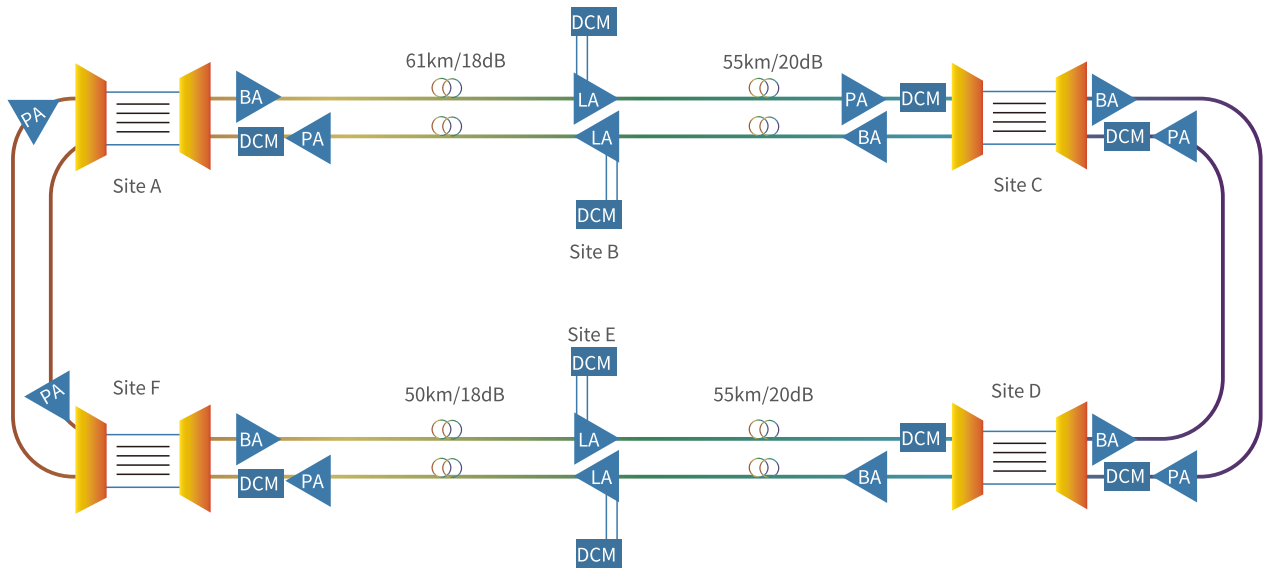 DCM
61km/18dB
55km/20dB
PA
BA
LA
PA
DCM
BA
DCM
PA
LA
BA
DCM
PA
Site A
Site C
DCM
Site B
Site E
DCM
PA
Site F
50km/18dB
55km/20dB
Site D
BA
LA
DCM
BA
DCM
PA
LA
BA
DCM
PA
DCM